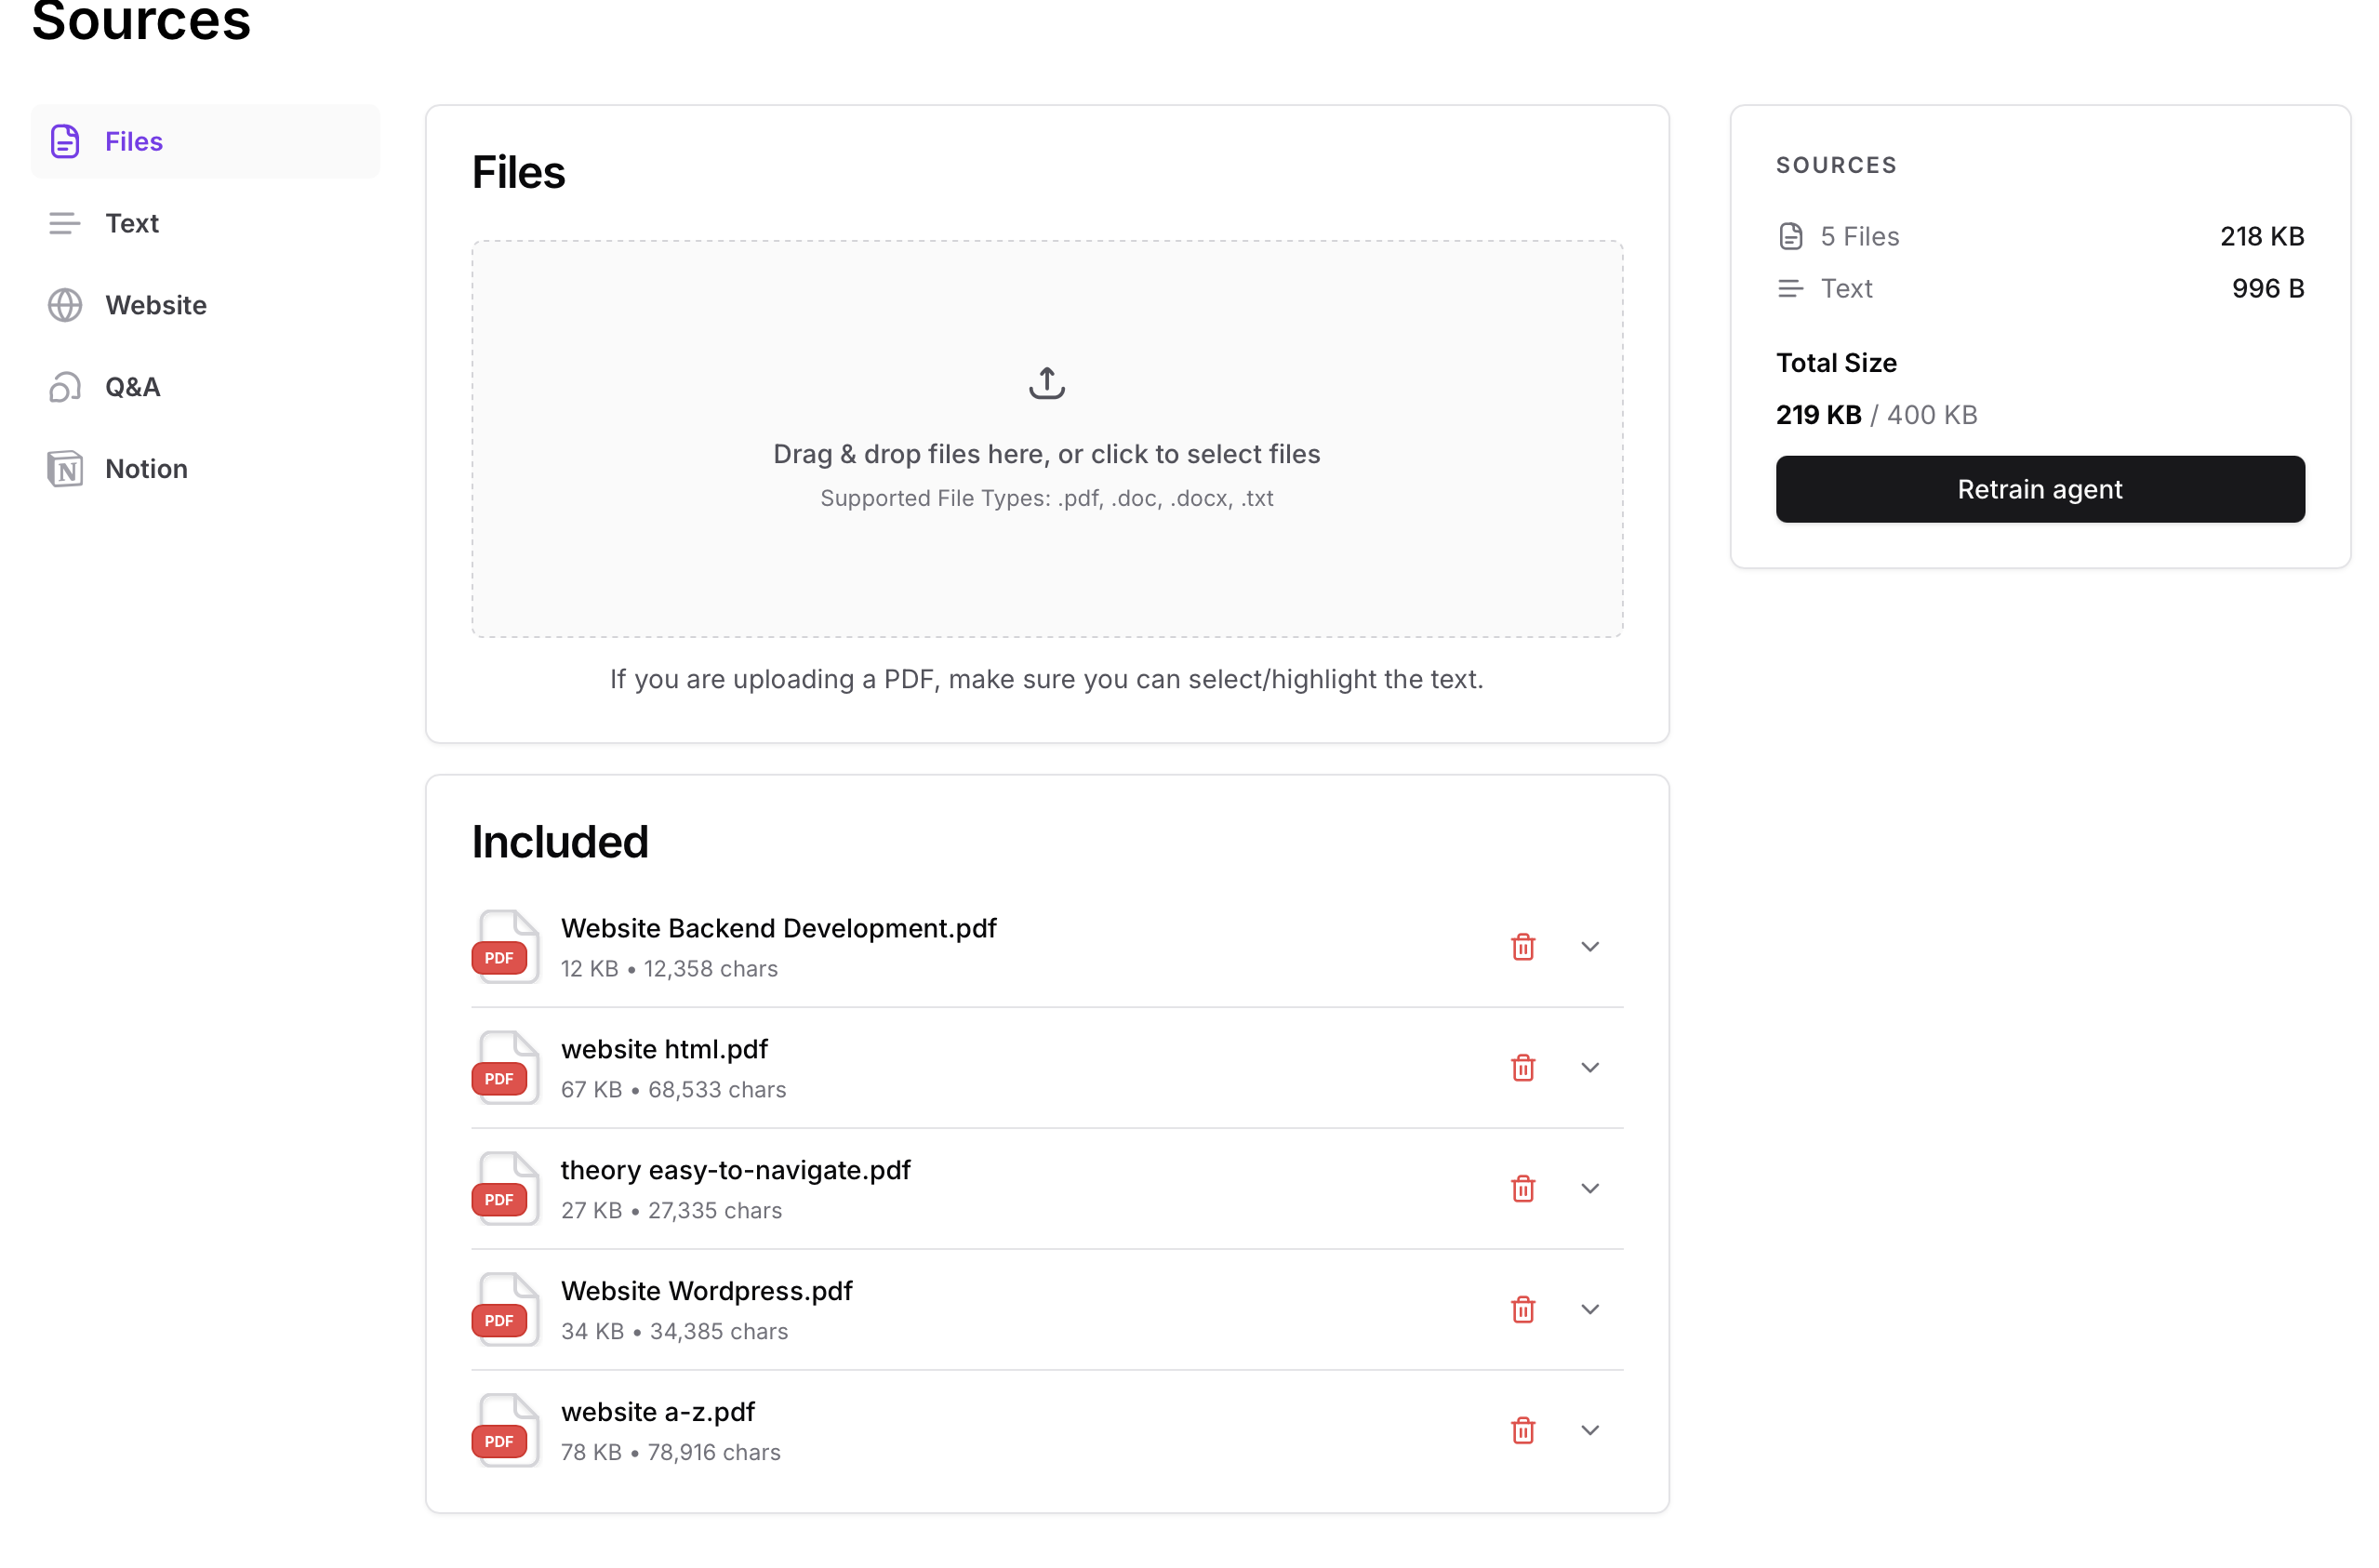 Sources
Files
Text
Website
Q&A
Notion
Files
Drag & drop files here, or click to select files
Supported File Types: .pdf, .doc, .docx, .txt
If you are uploading a PDF, make sure you can select/highlight the text.
Included
PDF
Website Backend Development.pdf
12 KB • 12,358 chars
PDF
website html.pdf
67 KB • 68,533 chars
PDF
theory easy-to-navigate.pdf
27 KB • 27,335 chars
PDF
Website Wordpress.pdf
34 KB • 34,385 chars
PDF
website a-z.pdf
78 KB • 78,916 chars
SOURCES
5 Files 218 KB
Text 996 B
Total Size
219 KB / 400 KB
Retrain agent